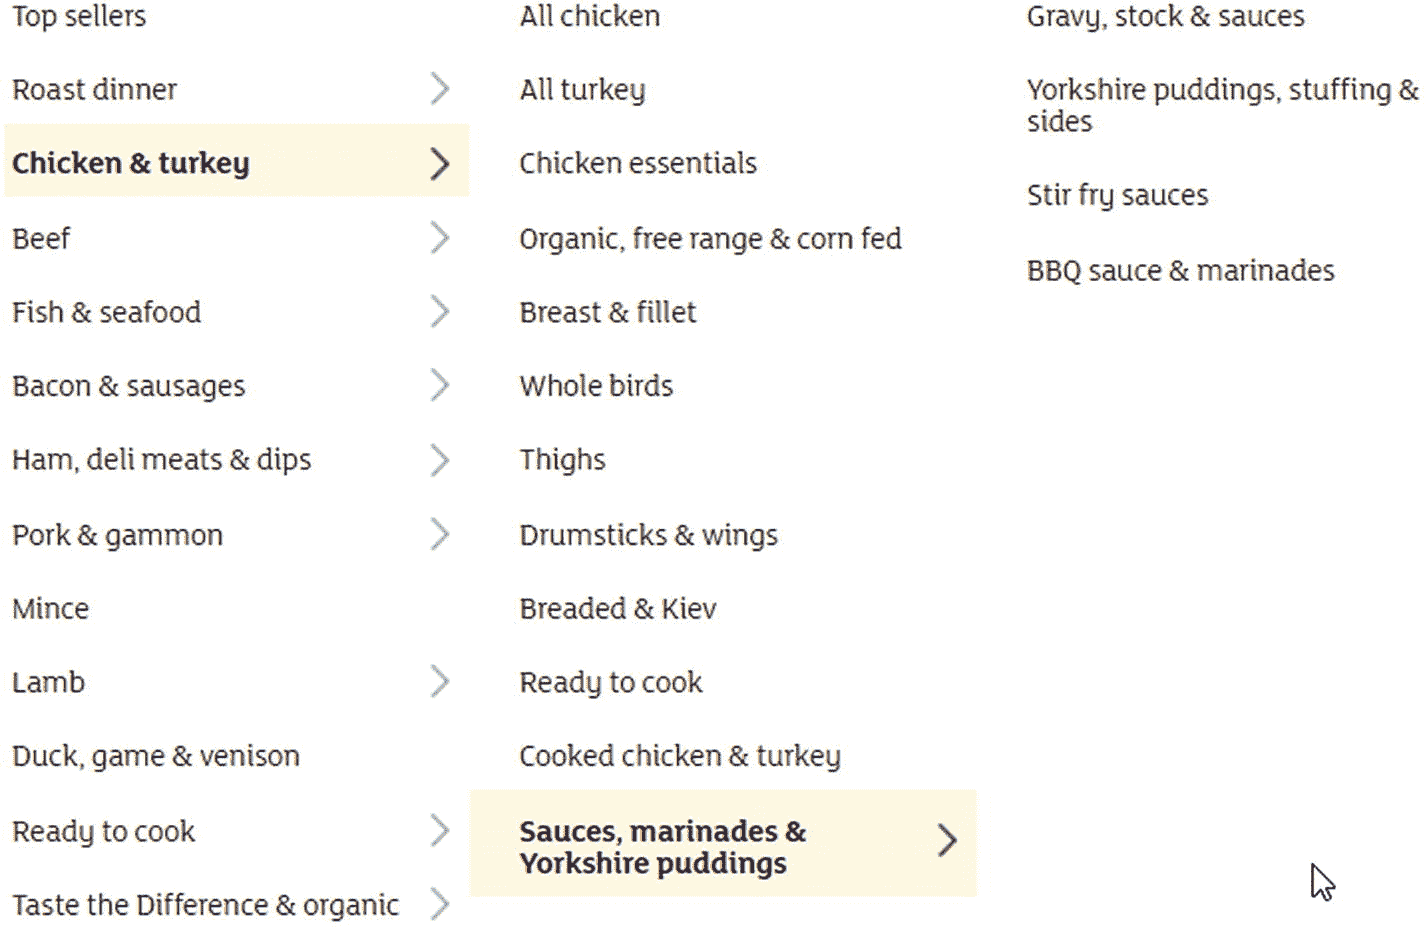 Top sellers
Roast dinner
Chicken & turkey
Beef
Fish & seafood
Bacon & sausages
Ham, deli meats & dips
Pork & gammon
Mince
Lamb
Duck, game & venison
Ready to cook
Taste the Difference & organic
All chicken
All turkey
Chicken essentials
Organic, free range & corn fed
Breast & fillet
Whole birds
Thighs
Drumsticks & wings
Breaded & Kiev
Ready to cook
Cooked chicken & turkey
Sauces, marinades &
Yorkshire puddings
Gravy, stock & sauces
Yorkshire puddings, stuffing &
sides
Stir fry sauces
BBQ sauce & marinades